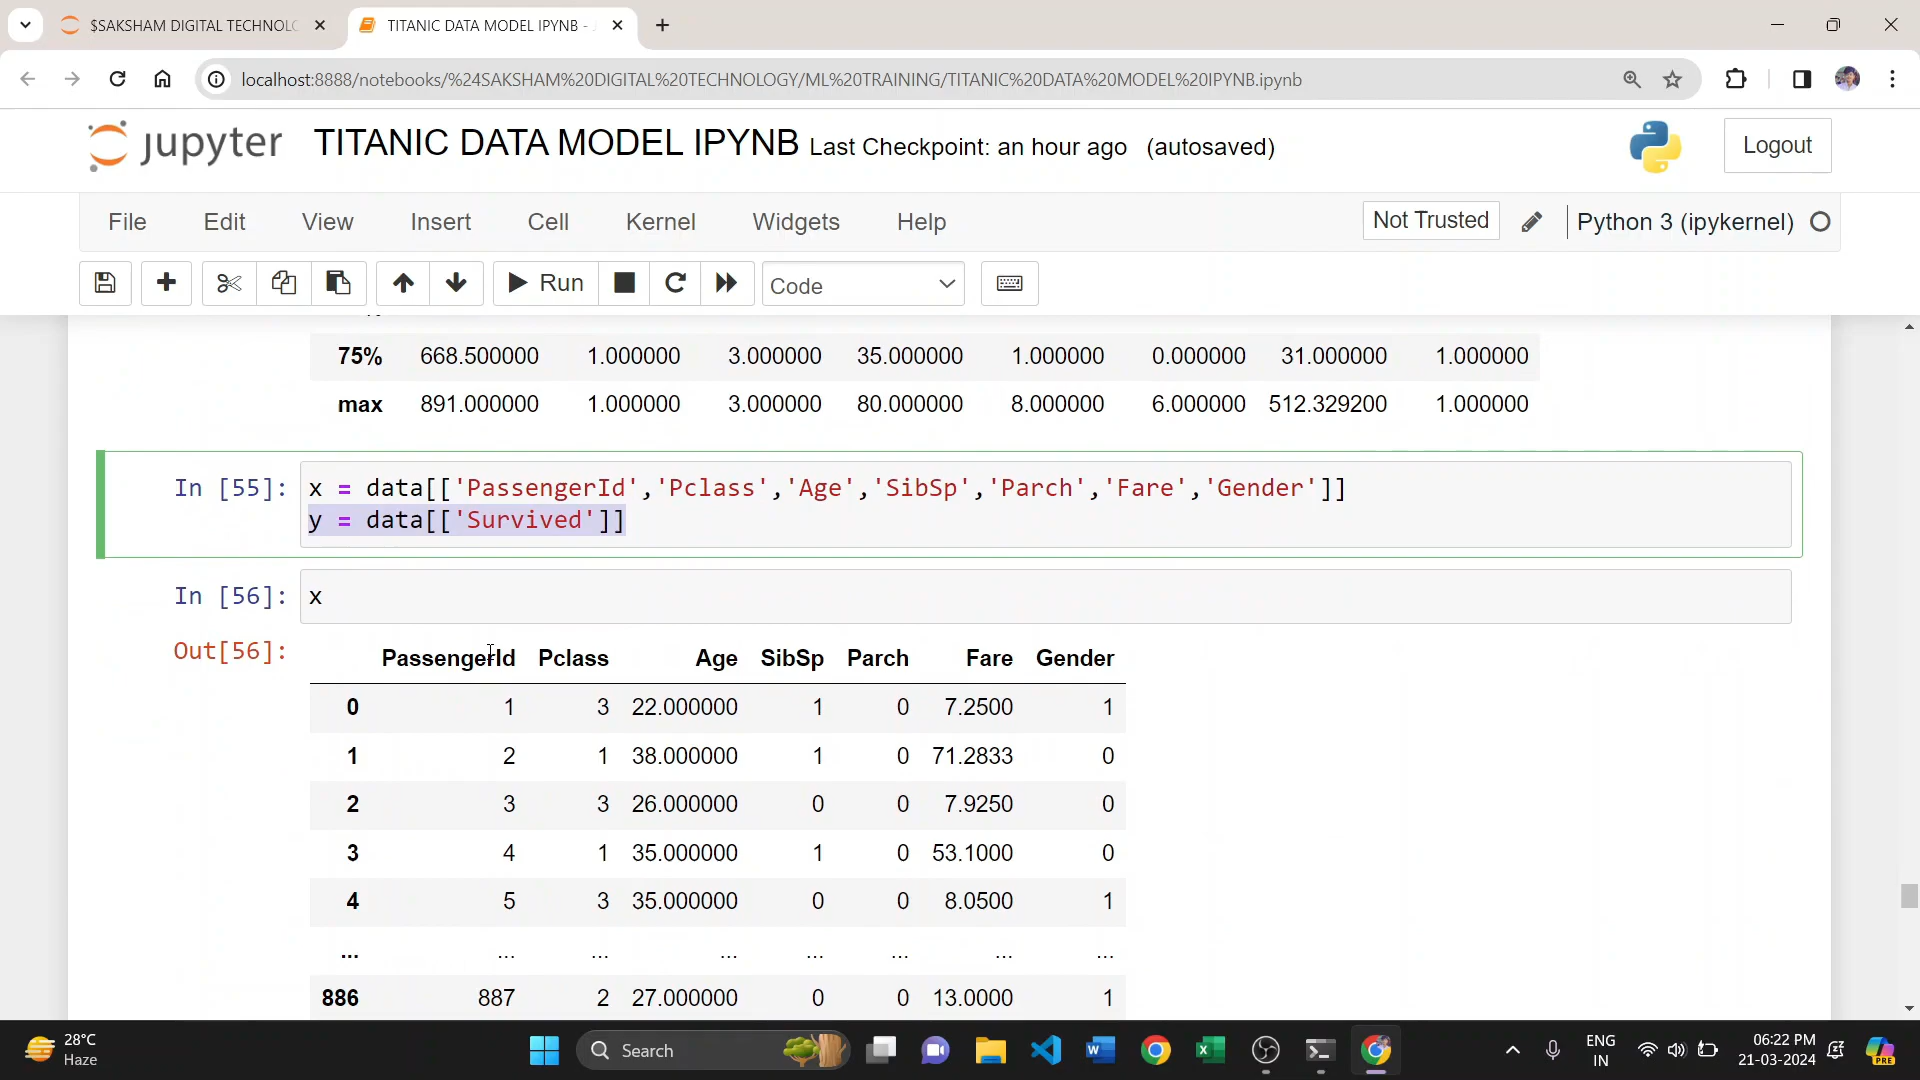 $SAKSHAM DIGITAL TECHNOLC
TITANIC DATA MODEL IPYNB -
localhost:8888/notebooks/%24SAKSHAM%20DIGITAL%20TECHNOLOGY/ML%20TRAINING/TITANIC%20DATA%20MODEL%20IPYNB.ipynb
jupyter TITANIC DATA MODEL IPYNB Last Checkpoint: an hour ago (autosaved)
Logout
File Edit View Insert Cell Kernel Widgets Help
Not Trusted
Python 3 (ipykernel)
Run
Code
75% 668.500000 1.000000 3.000000 35.000000 1.000000 0.000000 31.000000 1.000000
max 891.000000 1.000000 3.000000 80.000000 8.000000 6.000000 512.329200 1.000000
In [55]: x = data[['PassengerId','Pclass','Age','SibSp','Parch','Fare','Gender']]
y = data[['Survived']]
In [56]: x
Out[56]:
PassengerId Pclass Age SibSp Parch Fare Gender
0 1 3 22.000000 1 0 7.2500 1
1 2 1 38.000000 1 0 71.2833 0
2 3 3 26.000000 0 0 7.9250 0
3 4 1 35.000000 1 0 53.1000 0
4 5 3 35.000000 0 0 8.0500 1
... ... ... ... ... ... ... ...
886 887 2 27.000000 0 0 13.0000 1
28°C
Haze
Search
ENG
IN
06:22 PM
21-03-2024
PRE